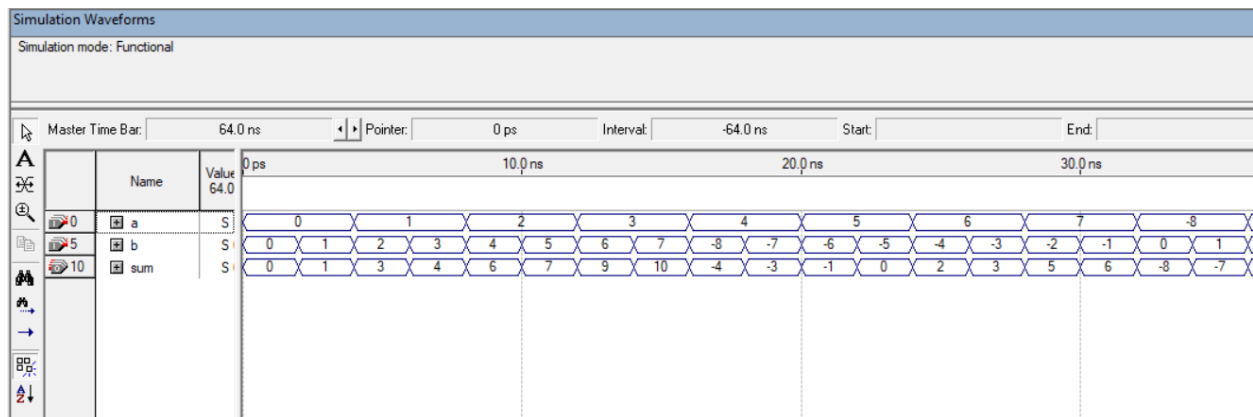 Simulation Waveforms
Simulation mode: Functional
Master Time Bar: 64.0 ns Pointer: 0 ps Interval: -64.0 ns Start: End:
A
Name Value 64.0 0 ps 10.0 ns 20.0 ns 30.0 ns
0 a S 0 1 2 3 4 5 6 7 -8
5 b S 0 1 2 3 4 5 6 7 -8 -7 -6 -5 -4 -3 -2 -1 0 1
10 sum S 0 1 3 4 6 7 9 10 -4 -3 -1 0 2 3 5 6 -8 -7
A
Z